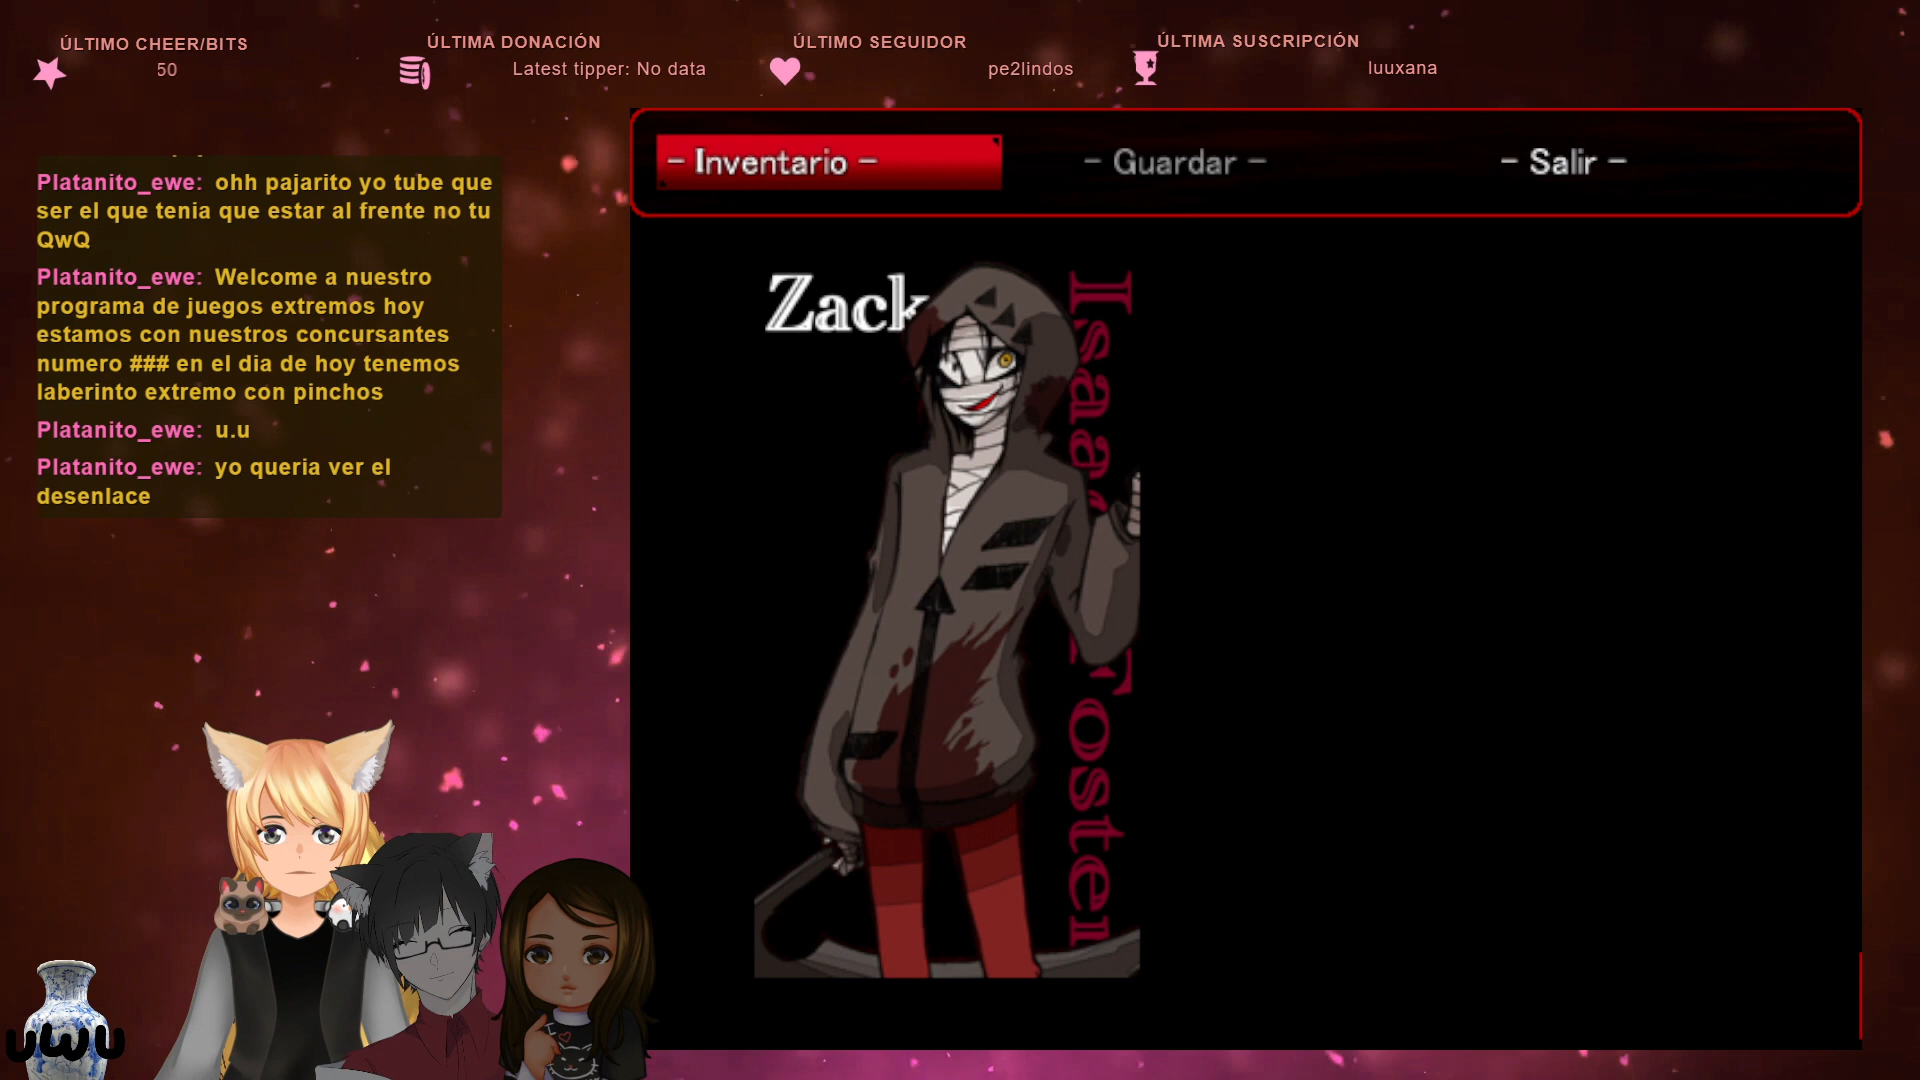 ÚLTIMO CHEER/BITS
50
ÚLTIMA DONACIÓN
Latest tipper: No data
ÚLTIMO SEGUIDOR
pe2lindos
ÚLTIMA SUSCRIPCIÓN
luuxana
- Inventario -
- Guardar -
- Salir -
Platanito_ewe: ohh pajarito yo tube que
ser el que tenia que estar al frente no tu
QwQ
Platanito_ewe: Welcome a nuestro
programa de juegos extremos hoy
estamos con nuestros concursantes
numero ### en el dia de hoy tenemos
laberinto extremo con pinchos
Platanito_ewe: u.u
Platanito_ewe: yo queria ver el
desenlace
Zack
uwu